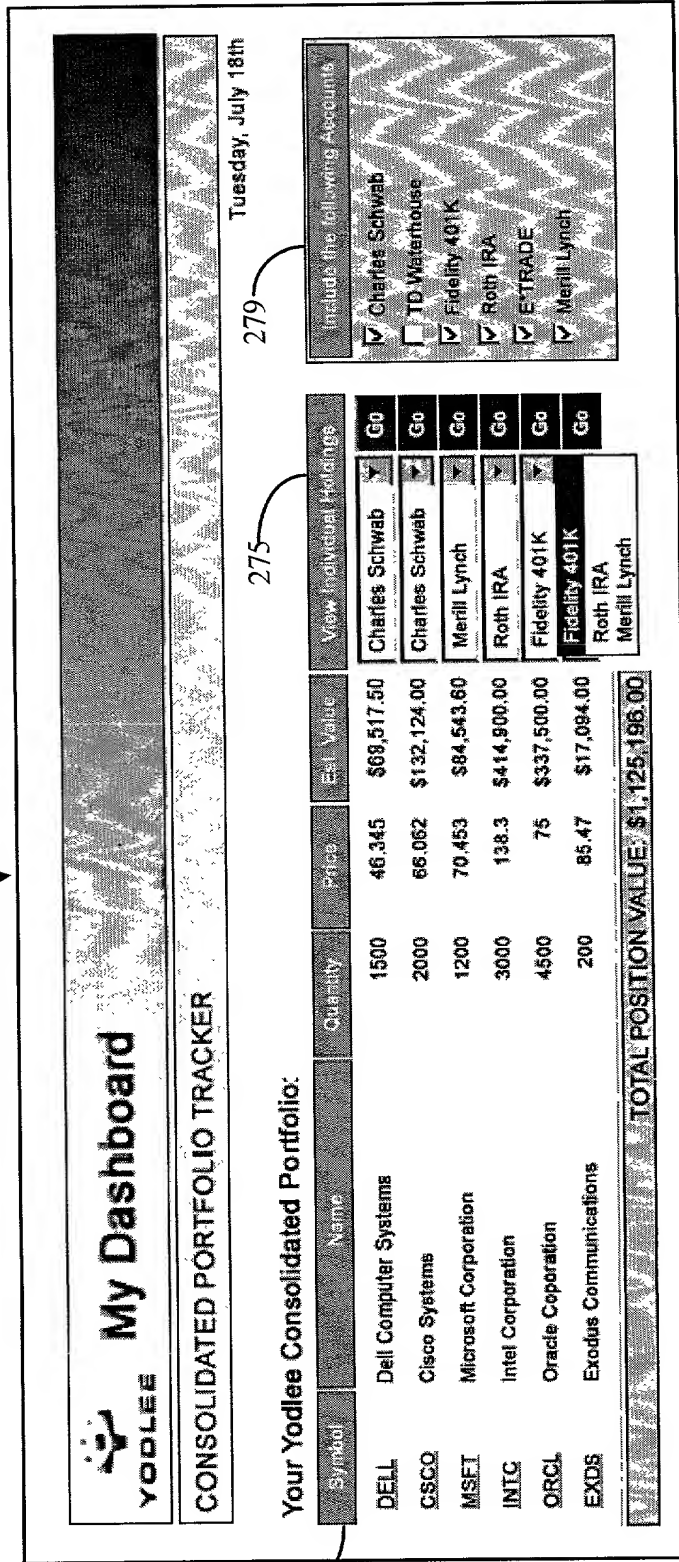 YODLEE My Dashboard
CONSOLIDATED PORTFOLIO TRACKER
Tuesday, July 18th
Your Yodlee Consolidated Portfolio:
275
279
Symbol Name Quantity Price Est. Value View Individual Holdings
DELL Dell Computer Systems 1500 46.345 $69,517.50 Charles Schwab Go
CSCO Cisco Systems 2000 66.062 $132,124.00 Charles Schwab Go
MSFT Microsoft Corporation 1200 70.453 $84,543.60 Merill Lynch Go
INTC Intel Corporation 3000 138.3 $414,900.00 Roth IRA Go
ORCL Oracle Coporation 4500 75 $337,500.00 Fidelity 401K Go
EXDS Exodus Communications 200 85.47 $17,094.00 Fidelity 401K Go
Roth IRA
Merill Lynch
TOTAL POSITION VALUE: $1,125,196.00
Include the following Accounts
Charles Schwab
TD Waterhouse
Fidelity 401K
Roth IRA
E*TRADE
Merill Lynch